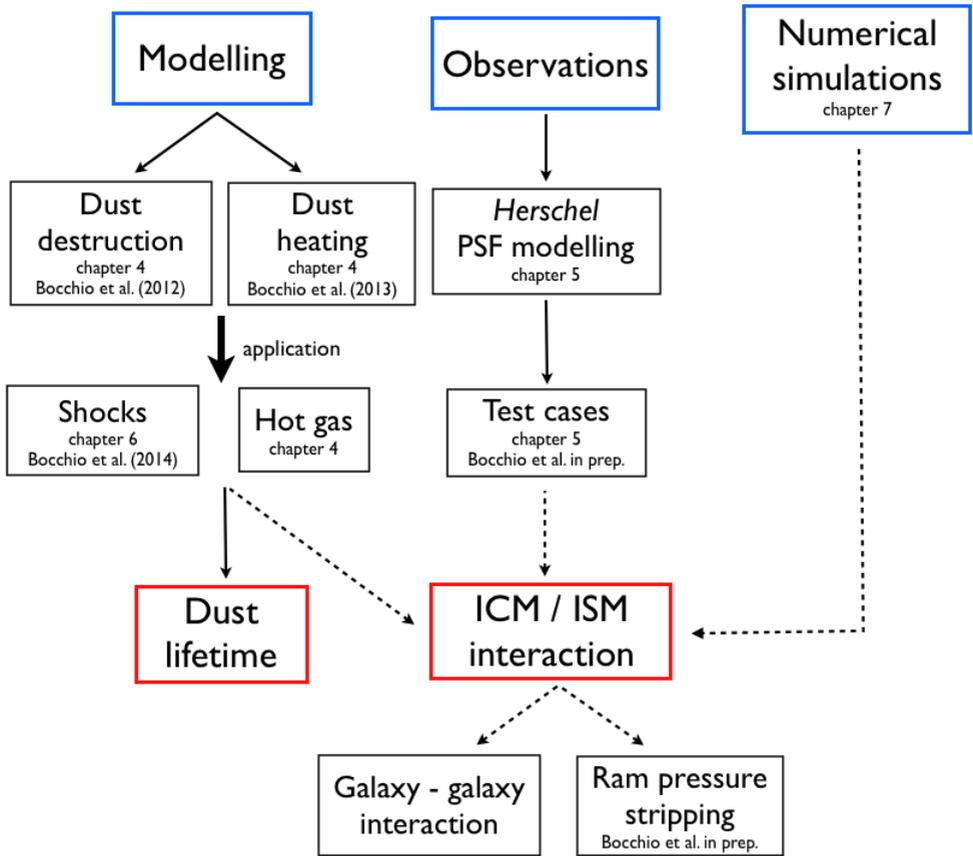 Modelling
Observations
Numerical
simulations
chapter 7
Dust
destruction
chapter 4
Bocchio et al. (2012)
Dust
heating
chapter 4
Bocchio et al. (2013)
Herschel
PSF modelling
chapter 5
application
Shocks
chapter 6
Bocchio et al. (2014)
Hot gas
chapter 4
Test cases
chapter 5
Bocchio et al. in prep.
Dust
lifetime
ICM / ISM
interaction
Galaxy - galaxy
interaction
Ram pressure
stripping
Bocchio et al. in prep.